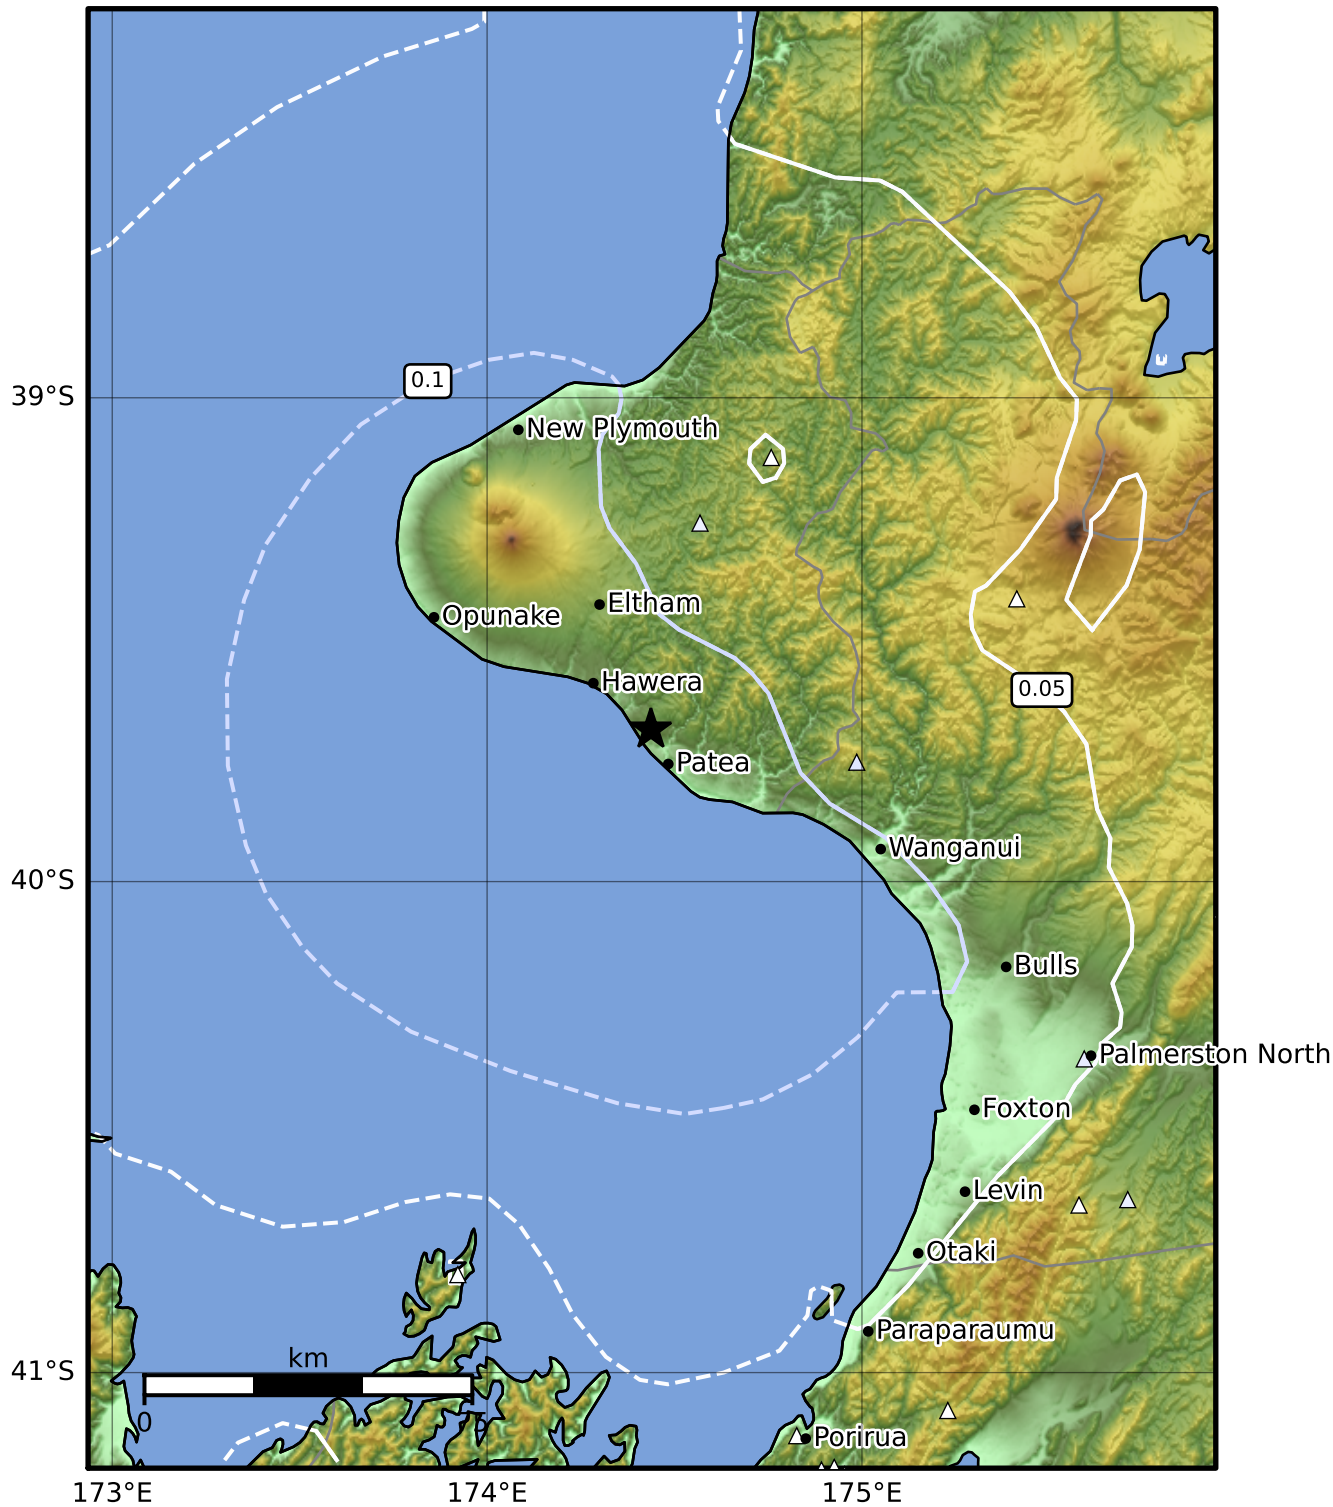 0.1
39°S
New Plymouth
Eltham
Opunake
Hawera
0.05
Patea
Wanganui
40°S
Bulls
Palmerston North
Foxton
Levin
Otaki
Paraparaumu
km
41°S
0
Porirua
173°E
174°E
175°E